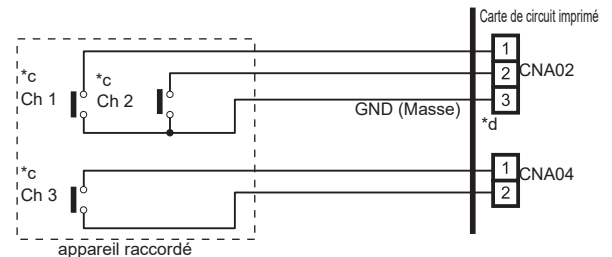 Carte de circuit imprimé
1
*c
*c
2
CNA02
Ch 1
Ch 2
3
GND (Masse)
*d
*c
1
CNA04
Ch 3
2
appareil raccordé